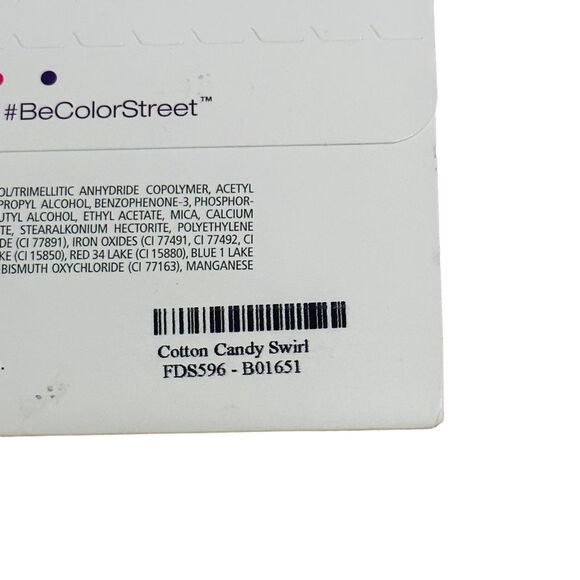 #BeColorStreet™
OL/TRIMELLITIC ANHYDRIDE COPOLYMER, ACETYL
PROPYL ALCOHOL, BENZOPHENONE-3, PHOSPHOR-
UTYL ALCOHOL, ETHYL ACETATE, MICA, CALCIUM
TE, STEARALKONIUM HECTORITE, POLYETHYLENE
DE (CI 77891), IRON OXIDES (CI 77491, CI 77492, CI
KE (CI 15850), RED 34 LAKE (CI 15880), BLUE 1 LAKE
BISMUTH OXYCHLORIDE (CI 77163), MANGANESE
Cotton Candy Swirl
FDS596 - B01651